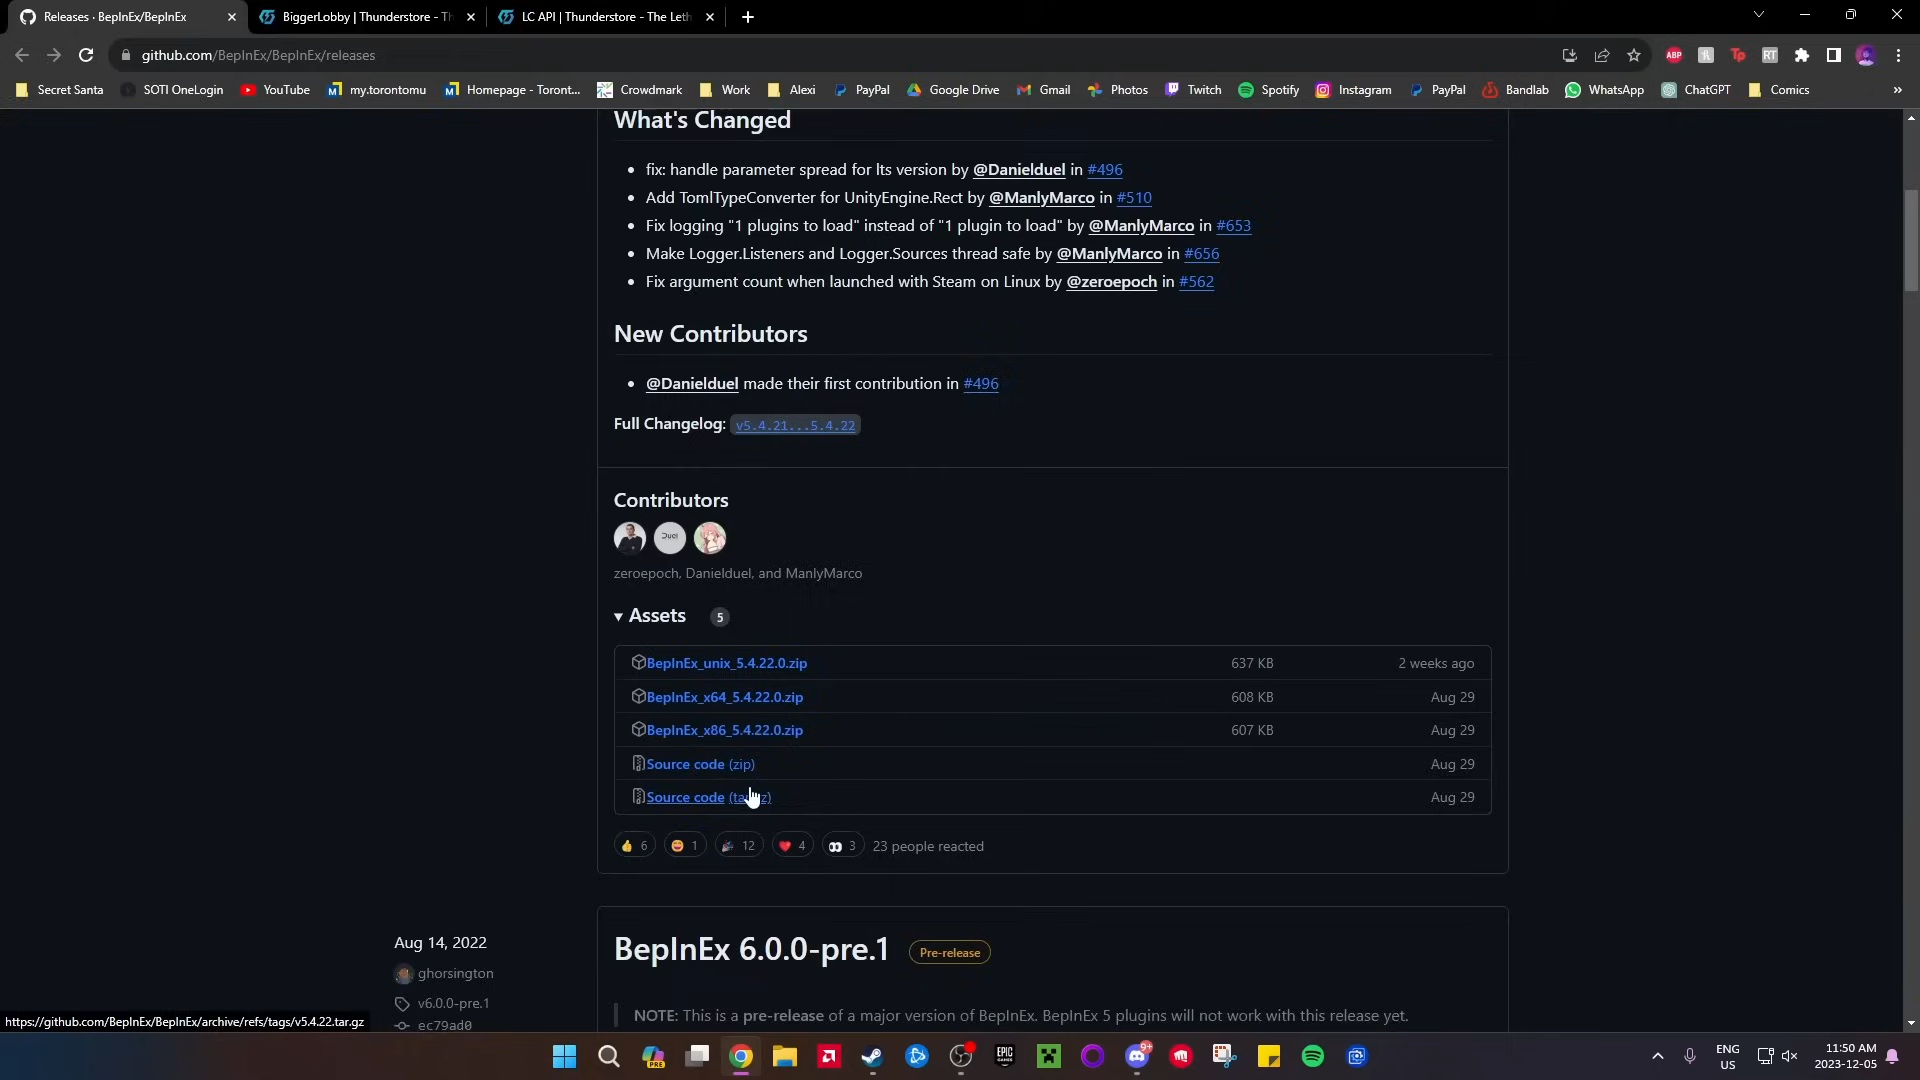 Releases · BepInEx/BepInEx
BiggerLobby | Thunderstore - Th
LC API | Thunderstore - The Leth
github.com/BepInEx/BepInEx/releases
ABP
Tp
RT
Secret Santa
SOTI OneLogin
YouTube
my.torontomu
Homepage - Toront...
Crowdmark
Work
Alexi
PayPal
Google Drive
Gmail
Photos
Twitch
Spotify
Instagram
PayPal
Bandlab
WhatsApp
ChatGPT
Comics
»
What's Changed
• fix: handle parameter spread for lts version by @Danielduel in #496
• Add TomlTypeConverter for UnityEngine.Rect by @ManlyMarco in #510
• Fix logging "1 plugins to load" instead of "1 plugin to load" by @ManlyMarco in #653
• Make Logger.Listeners and Logger.Sources thread safe by @ManlyMarco in #656
• Fix argument count when launched with Steam on Linux by @zeroepoch in #562
New Contributors
• @Danielduel made their first contribution in #496
Full Changelog: v5.4.21...5.4.22
Contributors
Duel
zeroepoch, Danielduel, and ManlyMarco
Assets 5
BepInEx_unix_5.4.22.0.zip 637 KB 2 weeks ago
BepInEx_x64_5.4.22.0.zip 608 KB Aug 29
BepInEx_x86_5.4.22.0.zip 607 KB Aug 29
Source code (zip) Aug 29
Source code Aug 29
👍 6 😄 1 🎉 12 ❤️ 4 👀 3 23 people reacted
Aug 14, 2022
ghorsington
v6.0.0-pre.1
ec79ad0
BepInEx 6.0.0-pre.1 Pre-release
NOTE: This is a pre-release of a major version of BepInEx. BepInEx 5 plugins will not work with this release yet.
https://github.com/BepInEx/BepInEx/archive/refs/tags/v5.4.22.tar.gz
PRE
EPIC GAMES
9+
ENG
US
11:50 AM
2023-12-05